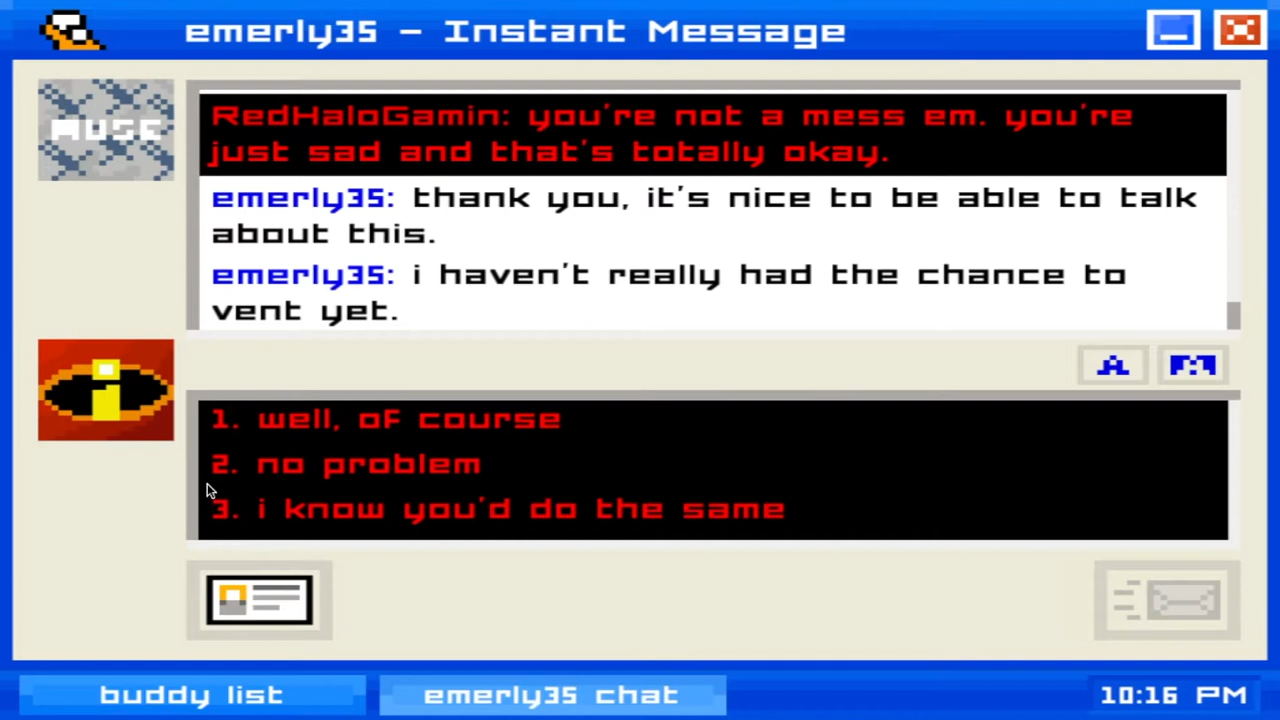 emerly35 - Instant Message
MUSE
RedHaloGamin: you're not a mess em. you're
just sad and that's totally okay.
emerly35: thank you, it's nice to be able to talk
about this.
emerly35: i haven't really had the chance to
vent yet.
i
A M
1. well, of course
2. no problem
3. i know you'd do the same
buddy list
emerly35 chat
10:16 PM